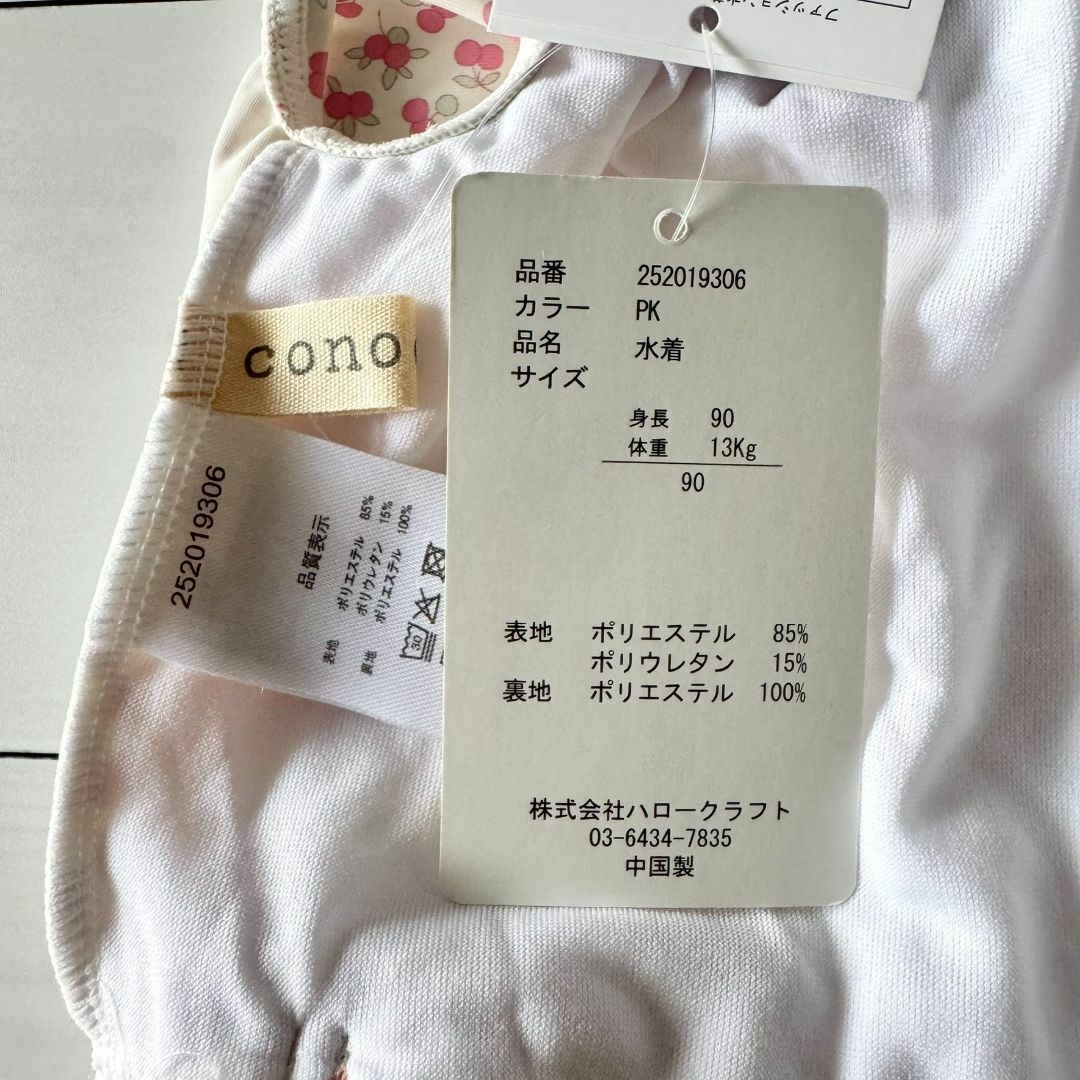 品番 252019306
カラー PK
品名 水着
サイズ
身長 90
体重 13Kg
90
表地 ポリエステル 85%
ポリウレタン 15%
裏地 ポリエステル 100%
株式会社ハロークラフト
03-6434-7835
中国製
cono
252019306
品質表示
表地 ポリエステル 85%
ポリウレタン 15%
裏地 ポリエステル 100%
30